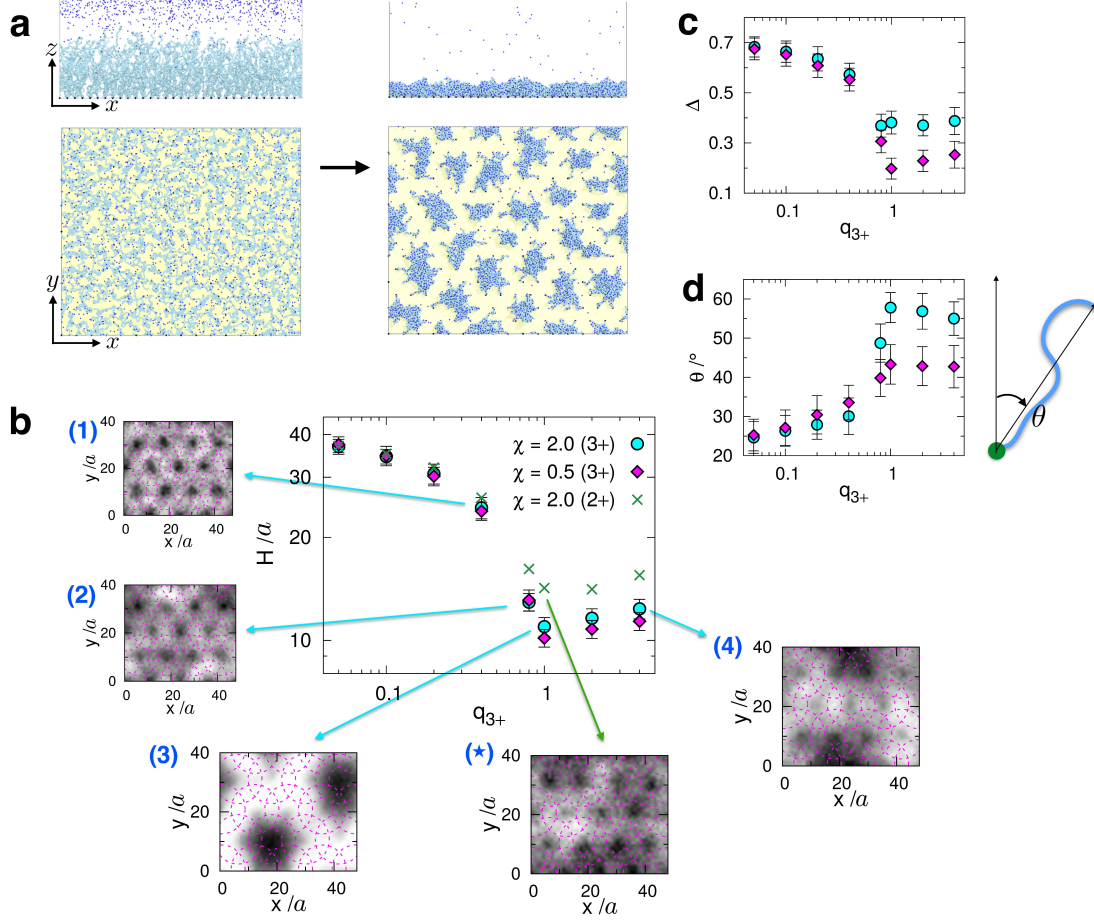 a
z
x
y
x
c
Δ
0.7
0.5
0.3
0.1
0.1
1
q3+
d
θ /°
60
50
40
30
20
0.1
1
q3+
θ
b
(1)
y /a
40
20
0
0
20
40
x /a
(2)
y /a
40
20
0
0
20
40
x /a
H /a
40
30
20
10
0.1
1
q3+
χ = 2.0 (3+)
χ = 0.5 (3+)
χ = 2.0 (2+)
(3)
y /a
40
20
0
0
20
40
x /a
(★)
y /a
40
20
0
0
20
40
x /a
(4)
y /a
40
20
0
0
20
40
x /a